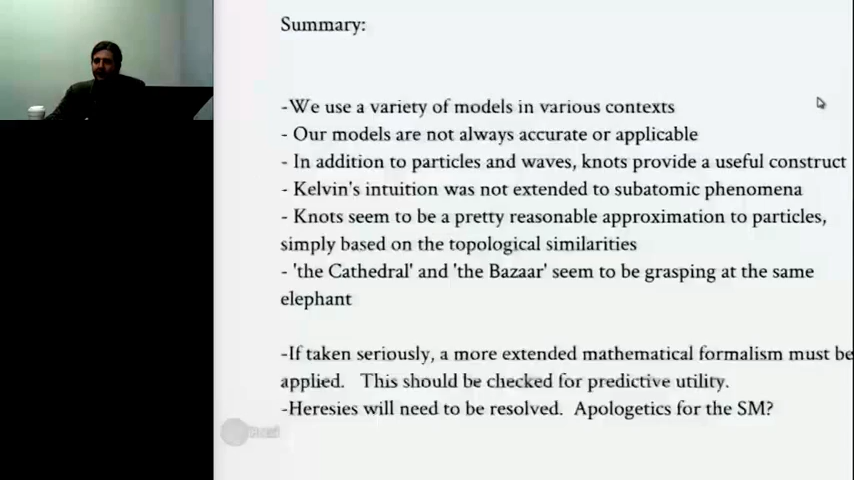 Summary:
-We use a variety of models in various contexts
- Our models are not always accurate or applicable
- In addition to particles and waves, knots provide a useful construct
- Kelvin's intuition was not extended to subatomic phenomena
- Knots seem to be a pretty reasonable approximation to particles,
simply based on the topological similarities
- 'the Cathedral' and 'the Bazaar' seem to be grasping at the same
elephant
-If taken seriously, a more extended mathematical formalism must be
applied.   This should be checked for predictive utility.
-Heresies will need to be resolved.  Apologetics for the SM?